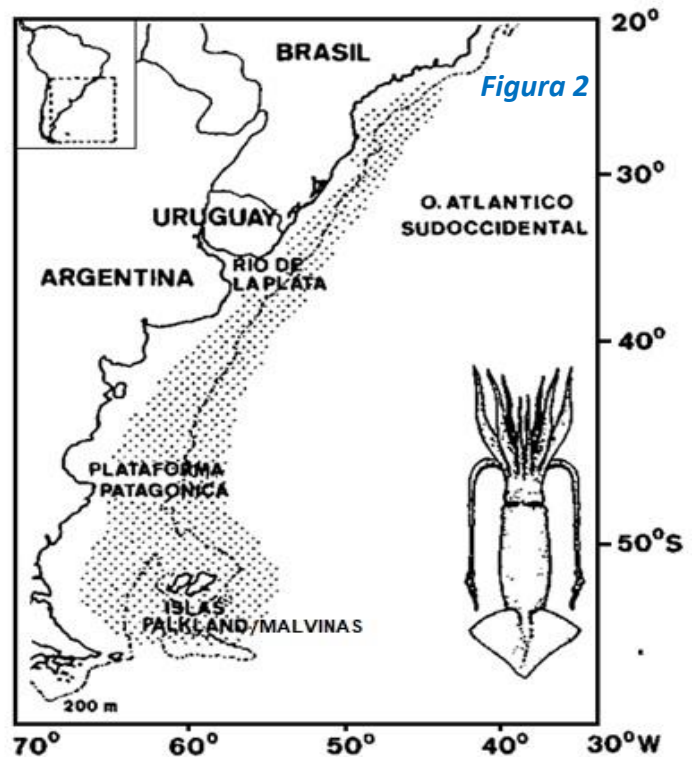 20°
BRASIL
Figura 2
30°
O. ATLANTICO
SUDOCCIDENTAL
URUGUAY
RIO DE
LA PLATA
ARGENTINA
40°
PLATAFORMA
PATAGONICA
50°S
ISLAS
PALKLAND/MALVINAS
200 m
70°
60°
50°
40°
30°W